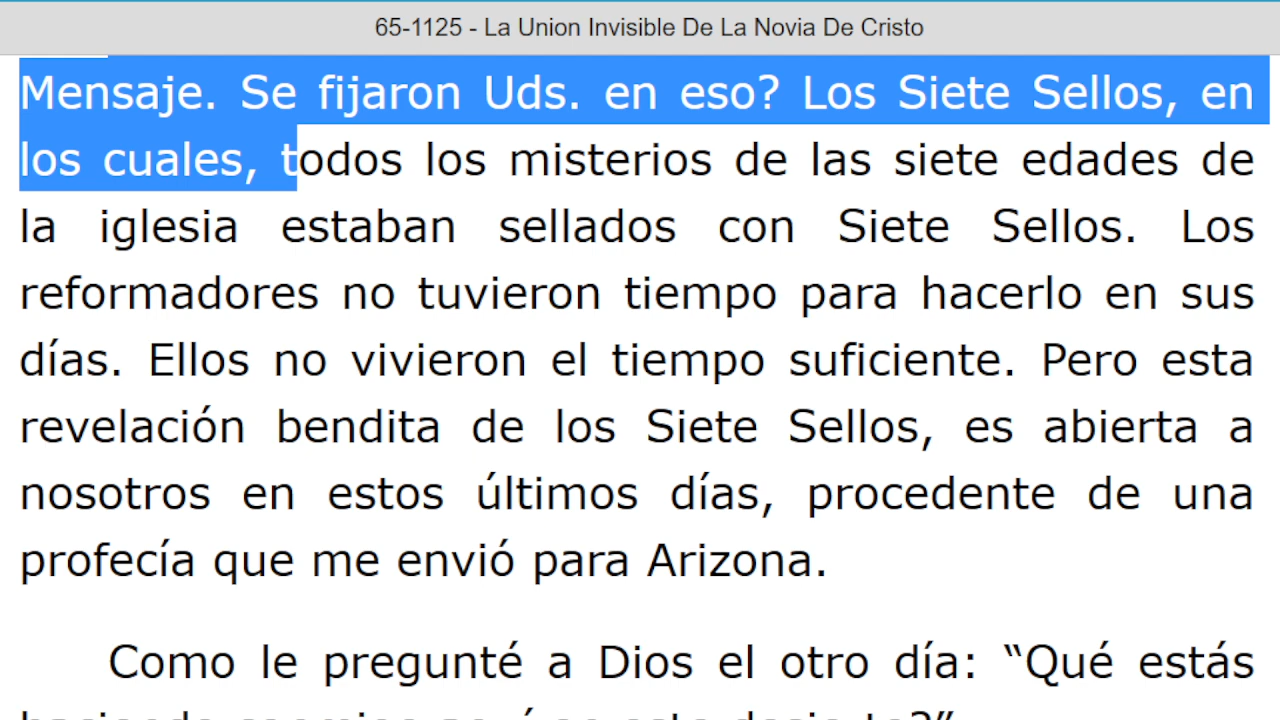 65-1125 - La Union Invisible De La Novia De Cristo
Mensaje. Se fijaron Uds. en eso? Los Siete Sellos, en
los cuales, todos los misterios de las siete edades de
la iglesia estaban sellados con Siete Sellos. Los
reformadores no tuvieron tiempo para hacerlo en sus
días. Ellos no vivieron el tiempo suficiente. Pero esta
revelación bendita de los Siete Sellos, es abierta a
nosotros en estos últimos días, procedente de una
profecía que me envió para Arizona.
Como le pregunté a Dios el otro día: “Qué estás